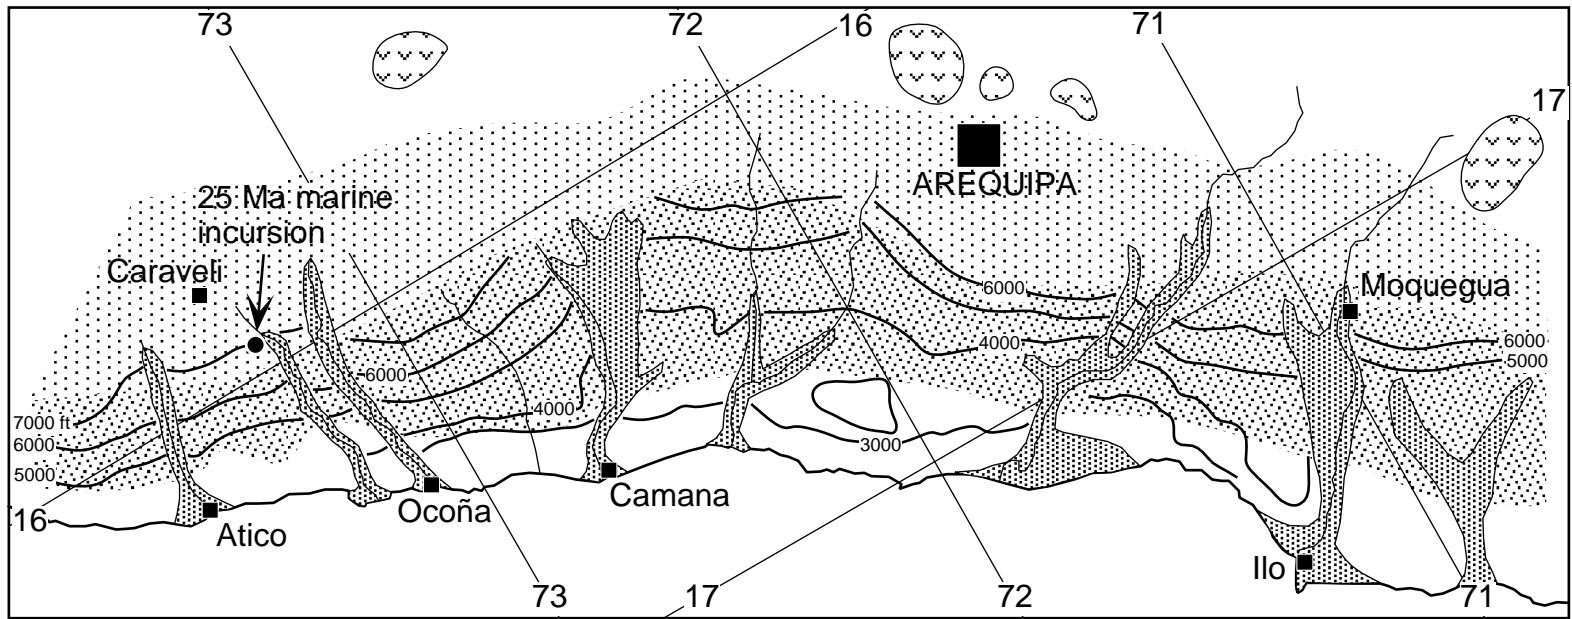 73
72
16
71
17
AREQUIPA
25 Ma marine
incursion
Caraveli
Moquegua
6000
4000
6000
5000
6000
4000
7000 ft
6000
5000
3000
16
Atico
Ocoña
Camana
Ilo
73
17
72
71